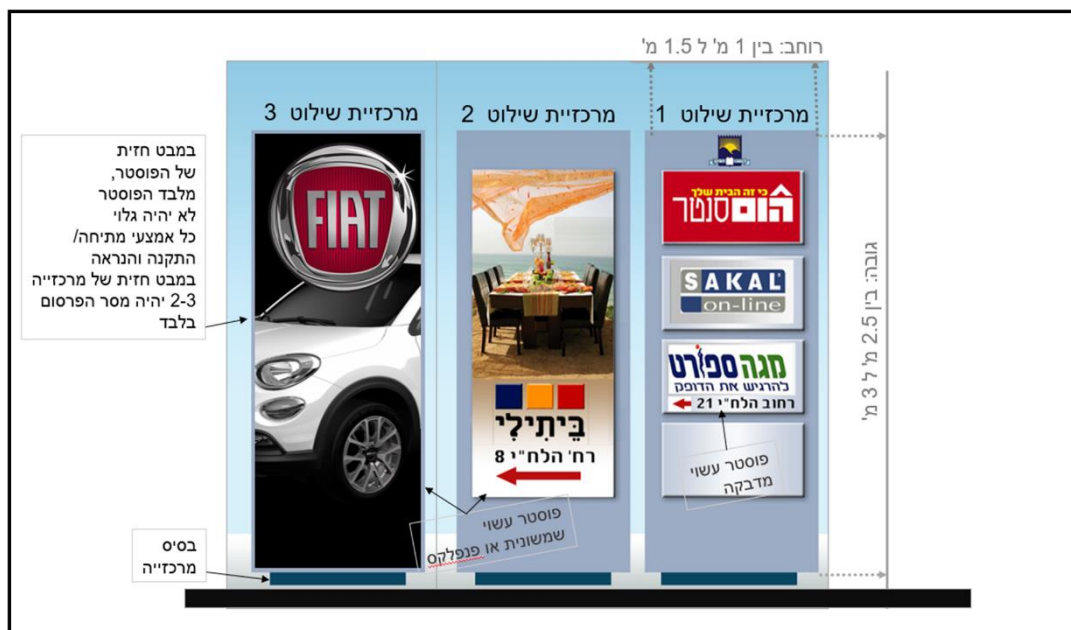 רוחב: בין 1 מ' ל 1.5 מ'
מרכזיית שילוט 1
מרכזיית שילוט 2
מרכזיית שילוט 3
גובה: בין 2.5 מ' ל 3 מ'
כי זה הבית שלך
הום סנטר
SAKAL
on-line
מגה ספורט
להרגיש את הדופק
רחוב הלח"י 21
פוסטר עשוי
מדבקה
בֵּיתִילִי
רח' הלח"י 8
פוסטר עשוי
שמשונית או פנפלקס
FIAT
במבט חזית
של הפוסטר,
מלבד הפוסטר
לא יהיה גלוי
כל אמצעי מתיחה/
התקנה והנראה
במבט חזית של מרכזייה
2-3 יהיה מסר הפרסום
בלבד
בסיס
מרכזייה